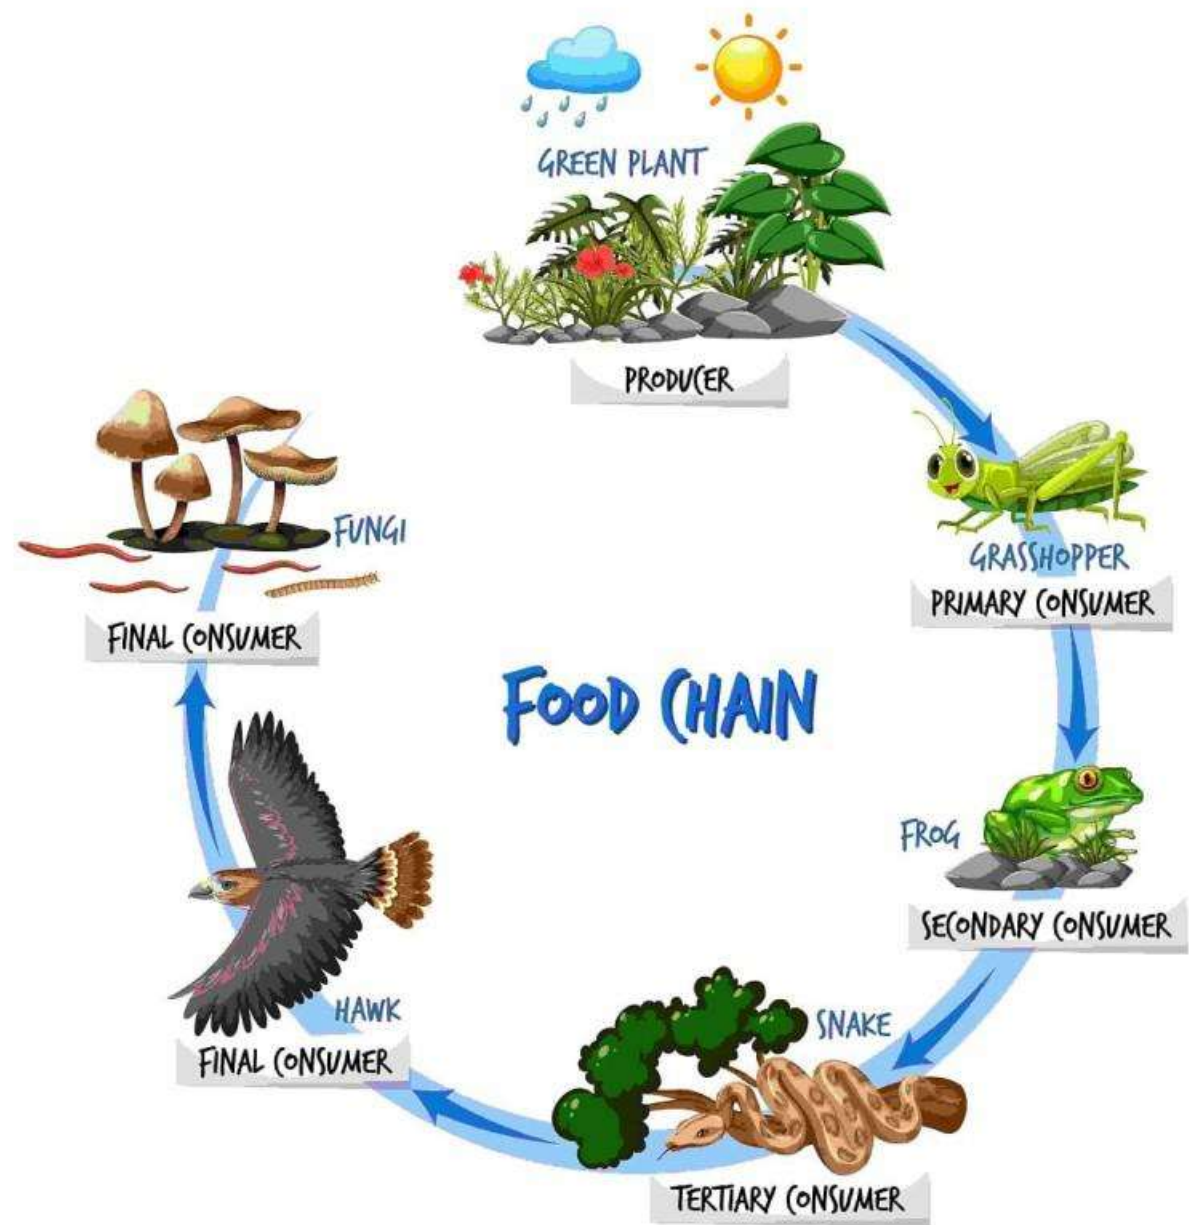 GREEN PLANT
PRODUCER
GRASSHOPPER
PRIMARY CONSUMER
FROG
SECONDARY CONSUMER
SNAKE
TERTIARY CONSUMER
HAWK
FINAL CONSUMER
FUNGI
FINAL CONSUMER
FOOD CHAIN